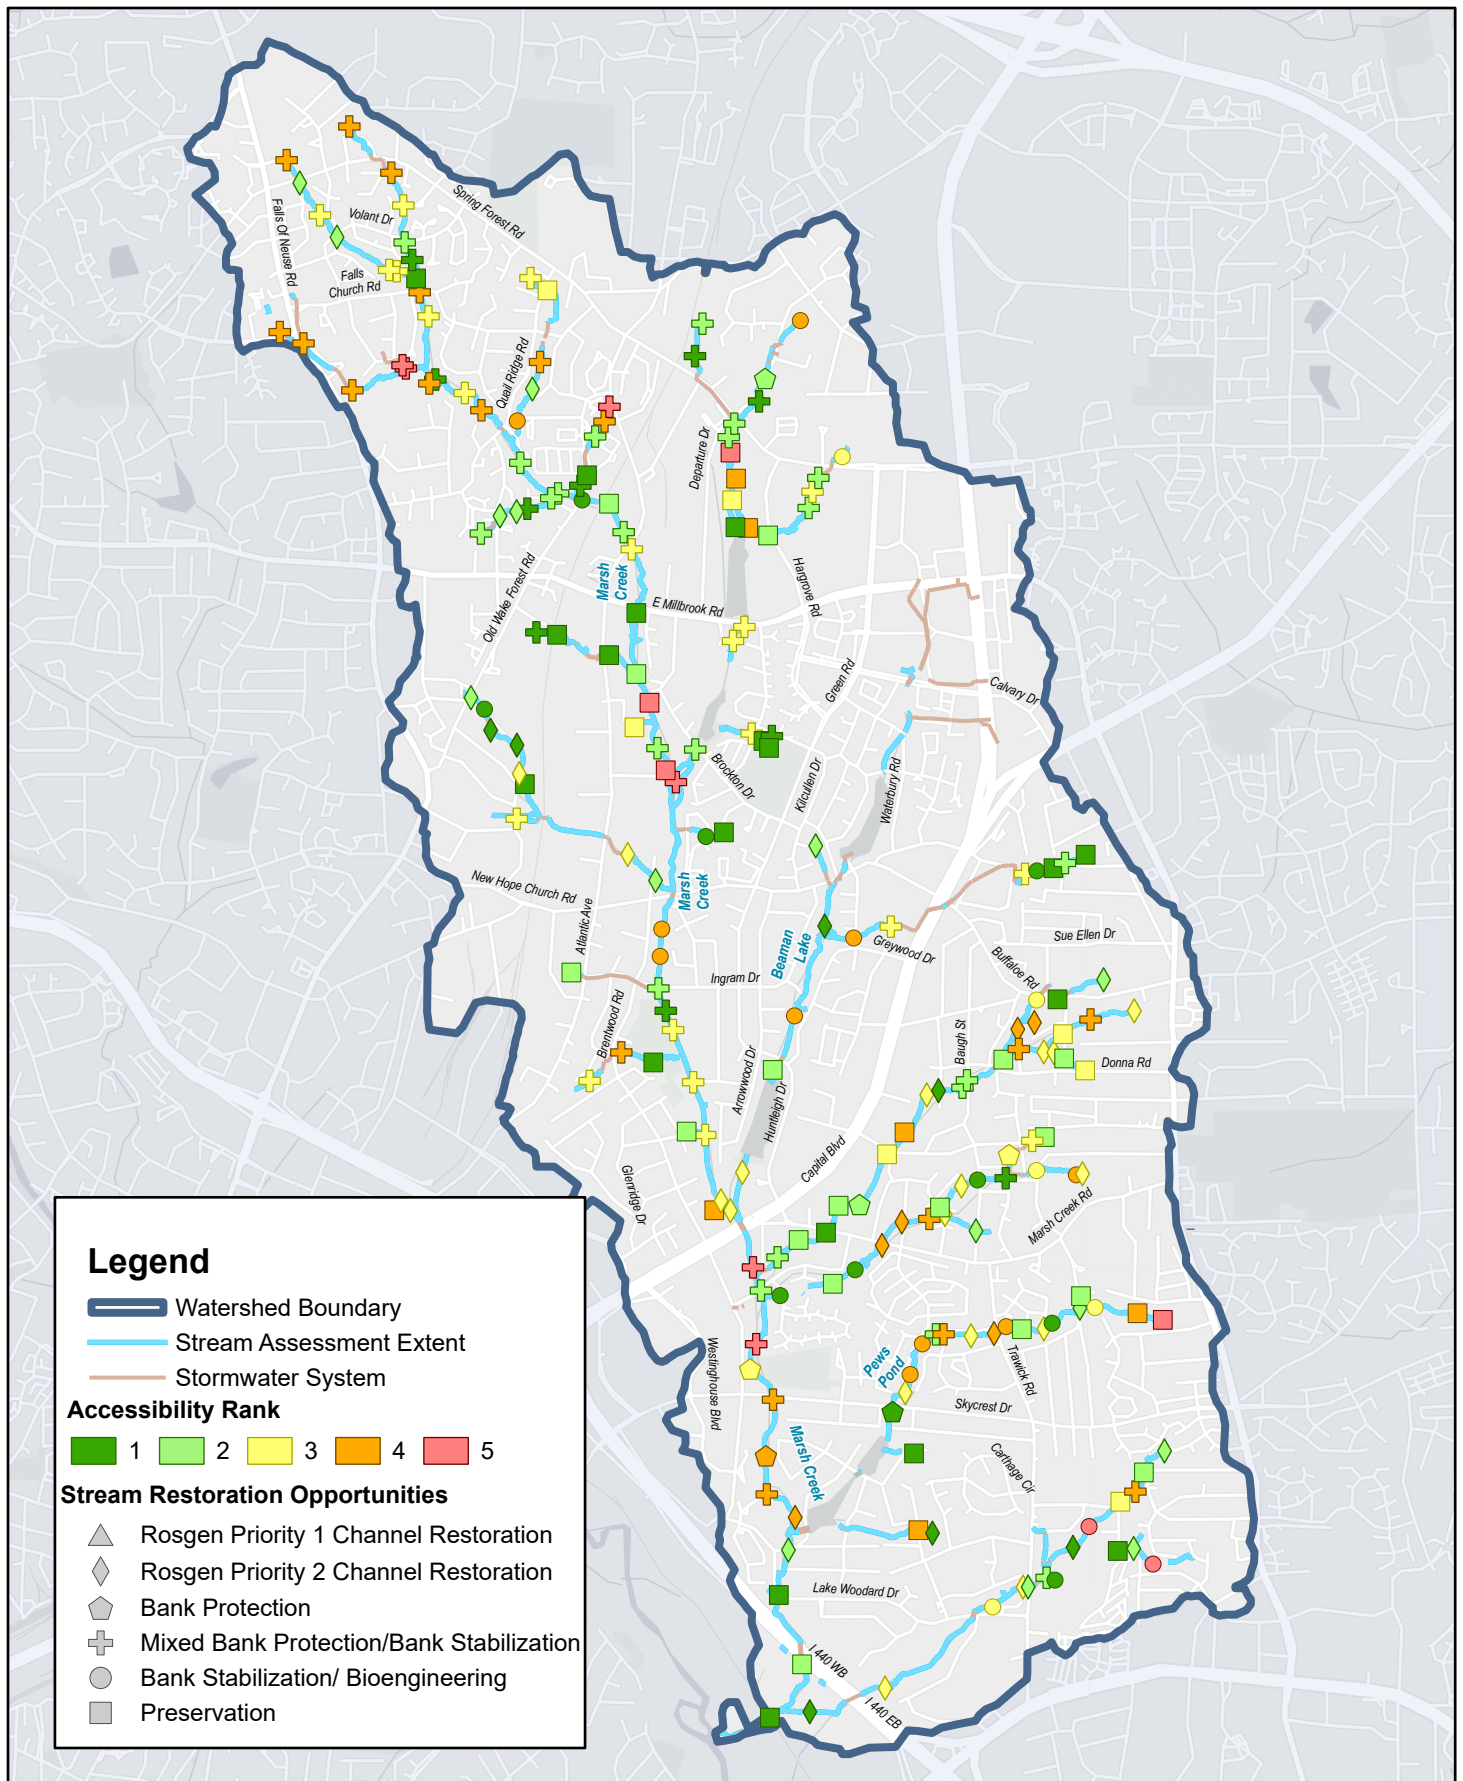 Spring Forest Rd
Volant Dr
Falls Of Neuse Rd
Falls
Church Rd
Quail Ridge Rd
Departure Dr
Hargrove Rd
Old Wake Forest Rd
Marsh
Creek
E Millbrook Rd
Green Rd
Calvary Dr
Brockton Dr
Kilcullen Dr
Waterbury Rd
New Hope Church Rd
Marsh
Creek
Atlantic Ave
Beaman
Lake
Greywood Dr
Sue Ellen Dr
Buffaloe Rd
Ingram Dr
Brentwood Rd
Baugh St
Donna Rd
Arrowwood Dr
Huntleigh Dr
Capital Blvd
Glenridge Dr
Marsh Creek Rd
Westinghouse Blvd
Pews
Pond
Trawick Rd
Skycrest Dr
Marsh Creek
Carthage Cir
Lake Woodard Dr
I 440 WB
I 440 EB
Legend
Watershed Boundary
Stream Assessment Extent
Stormwater System
Accessibility Rank
1 2 3 4 5
Stream Restoration Opportunities
Rosgen Priority 1 Channel Restoration
Rosgen Priority 2 Channel Restoration
Bank Protection
Mixed Bank Protection/Bank Stabilization
Bank Stabilization/ Bioengineering
Preservation